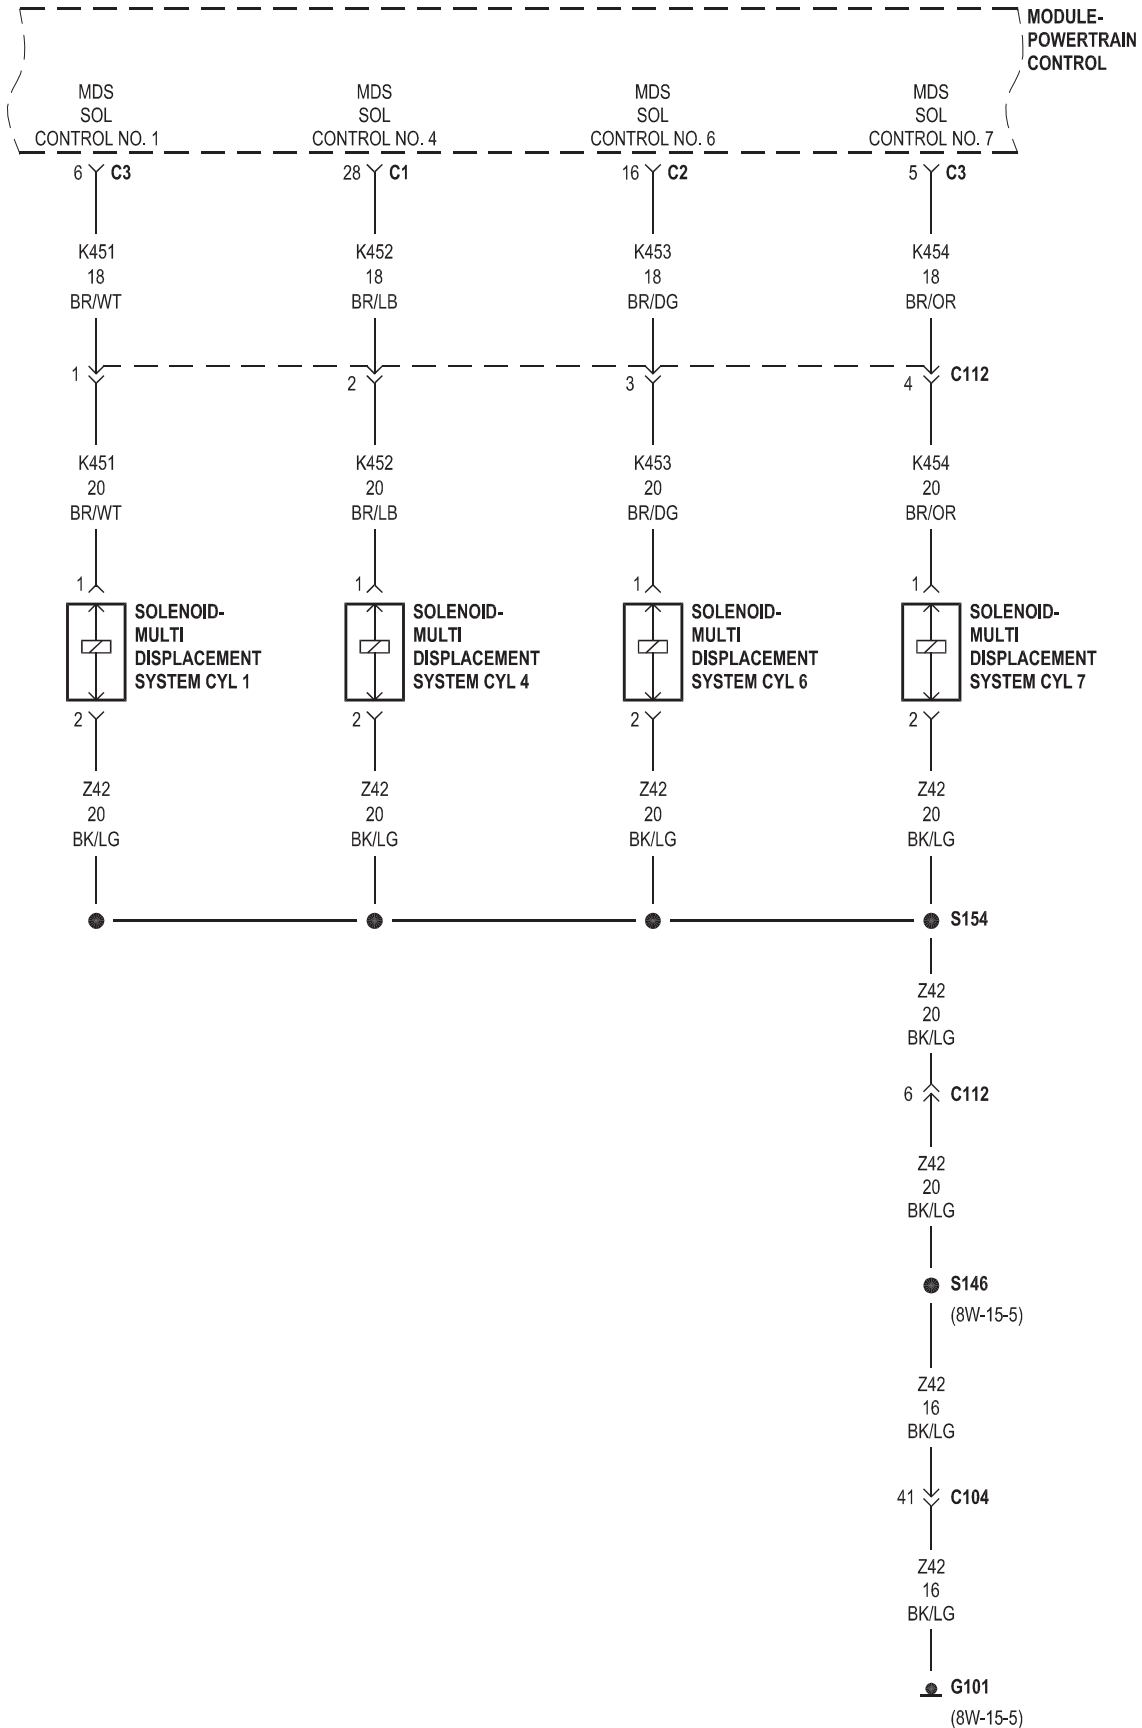 MODULE-
POWERTRAIN
CONTROL
MDS
SOL
CONTROL NO. 1
MDS
SOL
CONTROL NO. 4
MDS
SOL
CONTROL NO. 6
MDS
SOL
CONTROL NO. 7
6 C3
28 C1
16 C2
5 C3
K451
18
BR/WT
K452
18
BR/LB
K453
18
BR/DG
K454
18
BR/OR
1
2
3
4 C112
K451
20
BR/WT
K452
20
BR/LB
K453
20
BR/DG
K454
20
BR/OR
1
SOLENOID-
MULTI
DISPLACEMENT
SYSTEM CYL 1
2
1
SOLENOID-
MULTI
DISPLACEMENT
SYSTEM CYL 4
2
1
SOLENOID-
MULTI
DISPLACEMENT
SYSTEM CYL 6
2
1
SOLENOID-
MULTI
DISPLACEMENT
SYSTEM CYL 7
2
Z42
20
BK/LG
Z42
20
BK/LG
Z42
20
BK/LG
Z42
20
BK/LG
S154
Z42
20
BK/LG
6 C112
Z42
20
BK/LG
S146
(8W-15-5)
Z42
16
BK/LG
41 C104
Z42
16
BK/LG
G101
(8W-15-5)